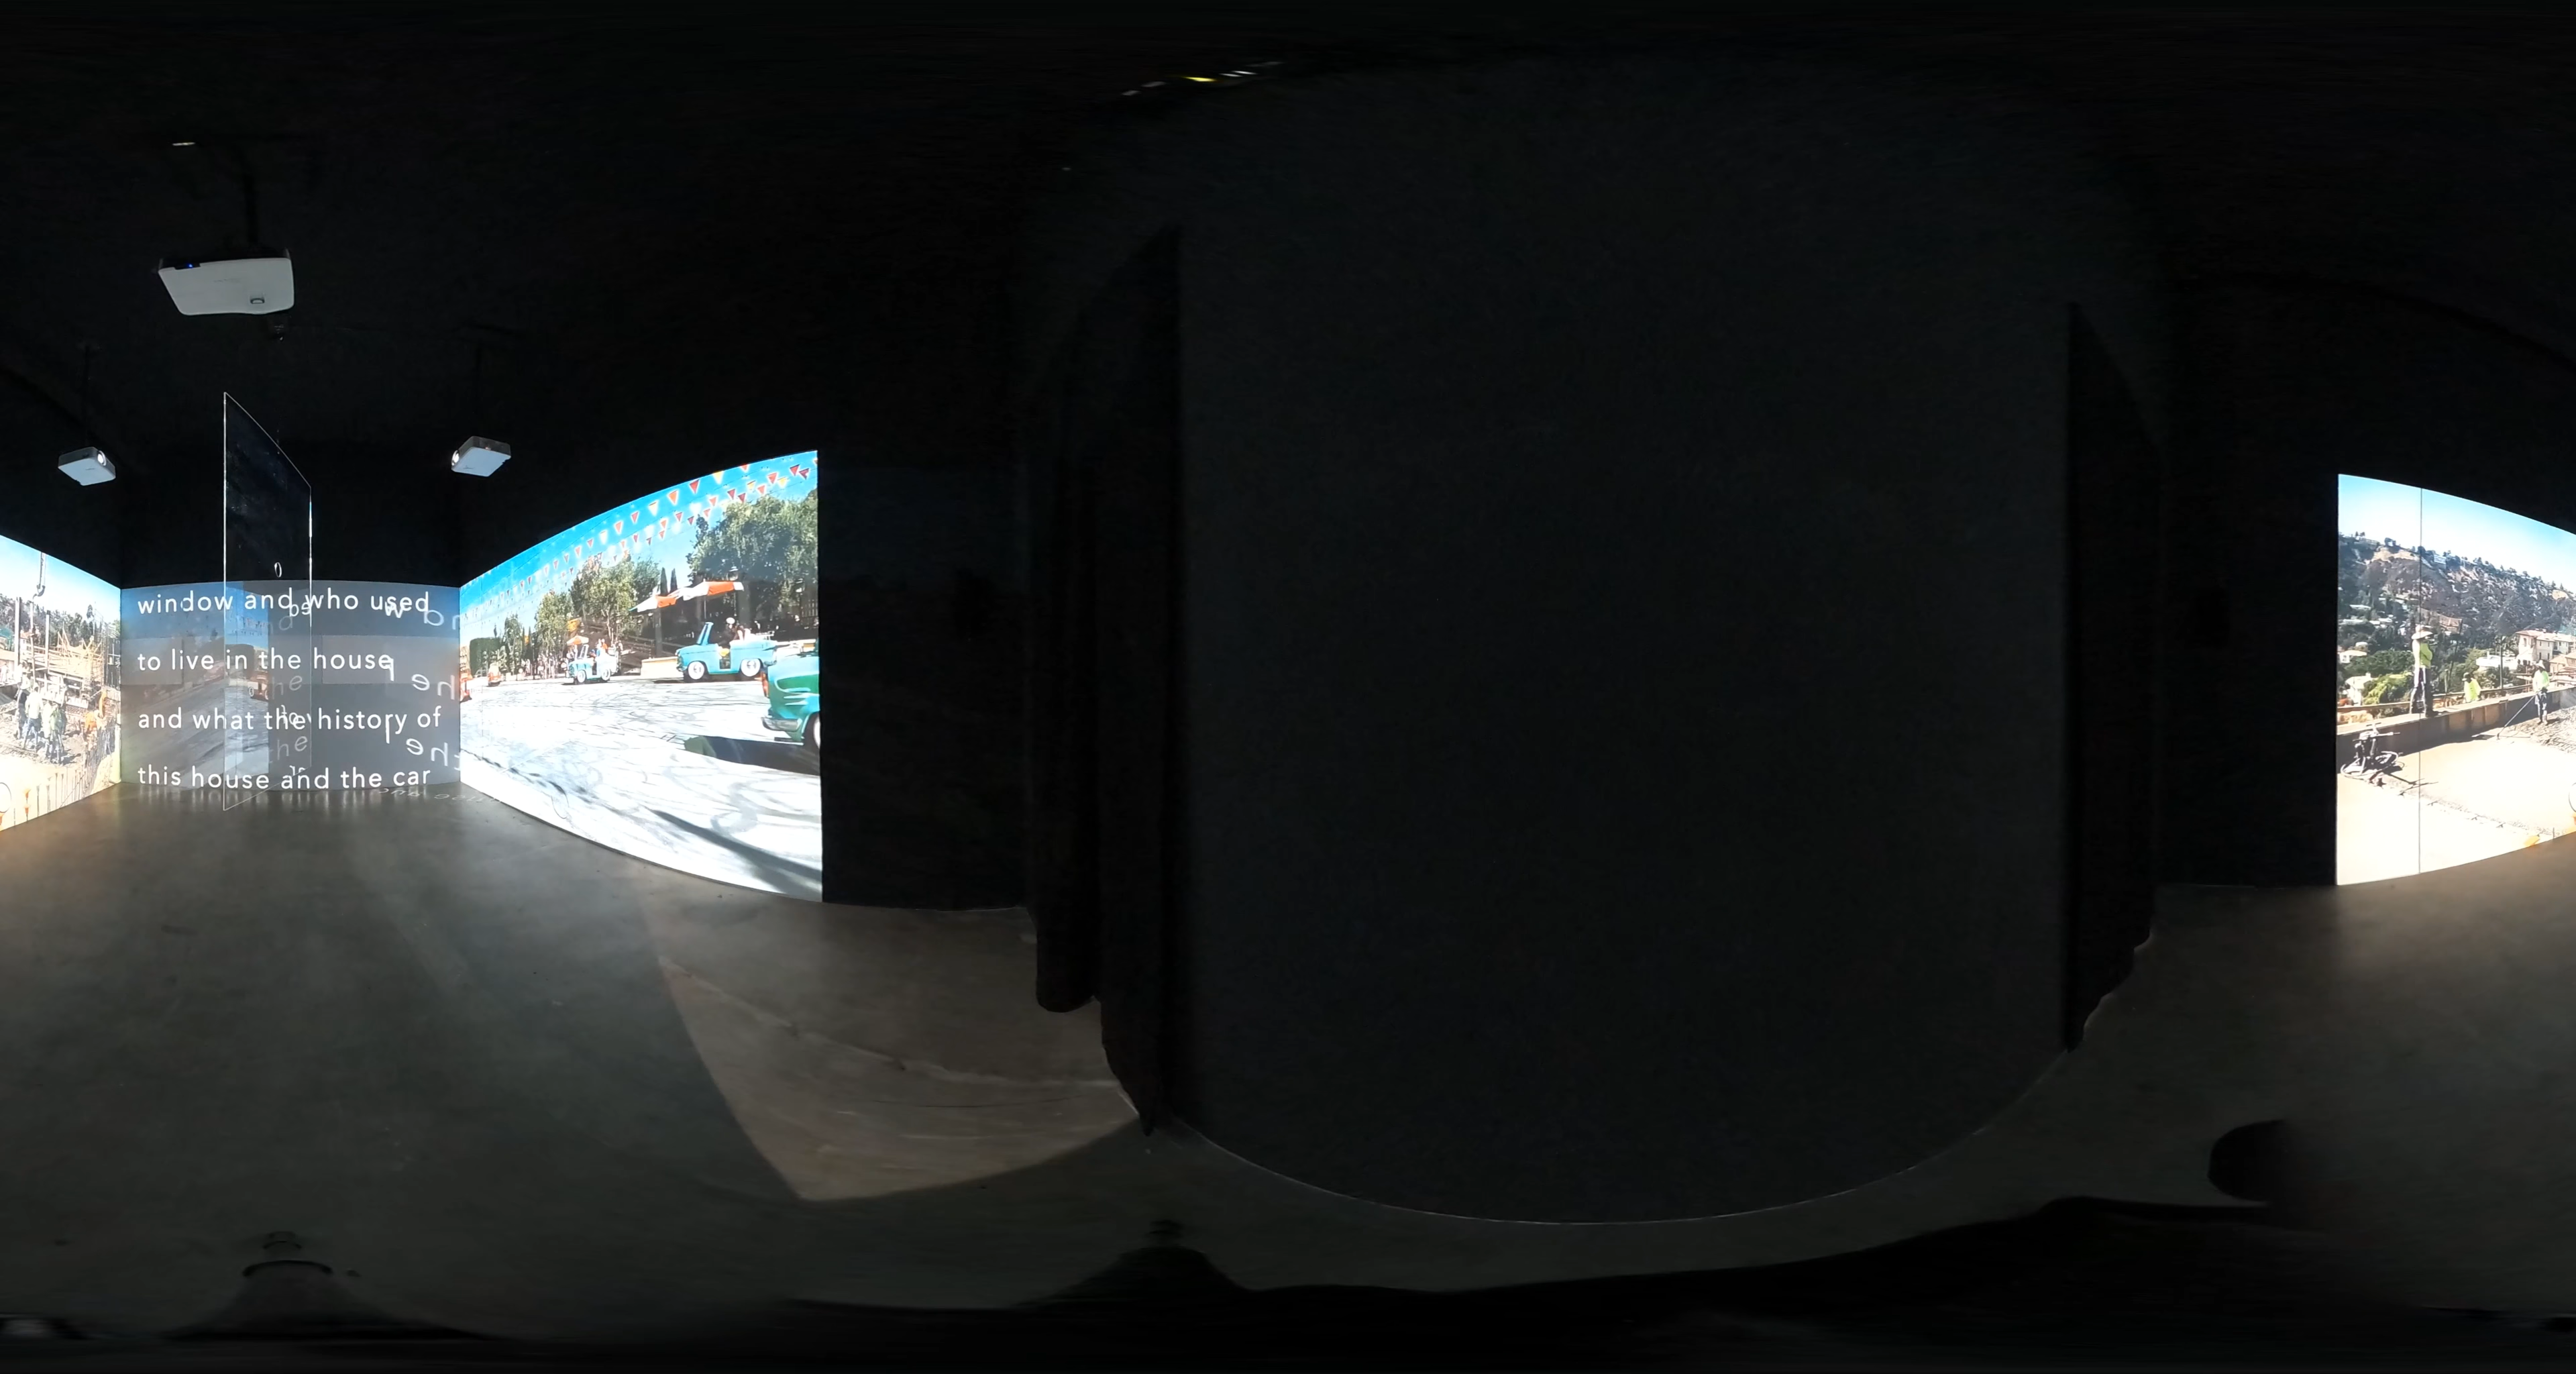 window and who used
to live in the house
and what the history of
this house and the car